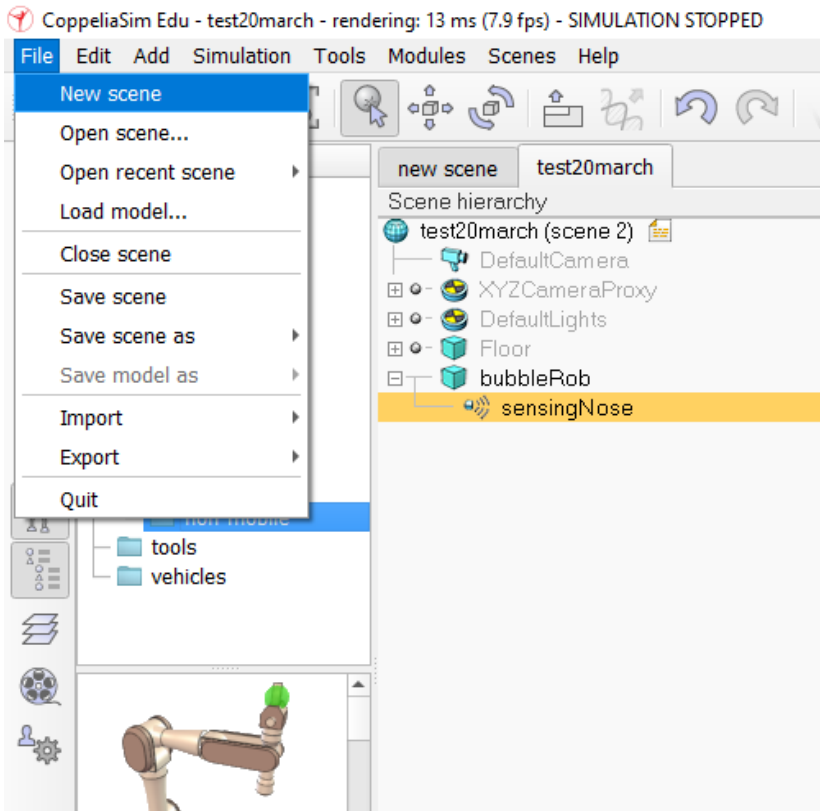 CoppeliaSim Edu - test20march - rendering: 13 ms (7.9 fps) - SIMULATION STOPPED
File Edit Add Simulation Tools Modules Scenes Help
New scene
Open scene...
Open recent scene
Load model...
Close scene
Save scene
Save scene as
Save model as
Import
Export
Quit
non-mobile
tools
vehicles
new scene test20march
Scene hierarchy
test20march (scene 2)
DefaultCamera
XYZCameraProxy
DefaultLights
Floor
bubbleRob
sensingNose